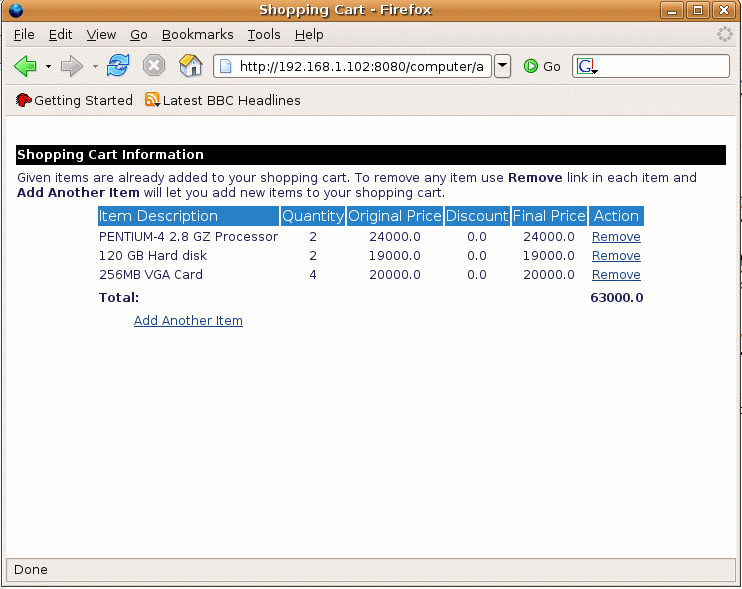 Shopping Cart - Firefox
File Edit View Go Bookmarks Tools Help
http://192.168.1.102:8080/computer/a Go G
Getting Started Latest BBC Headlines
Shopping Cart Information
Given items are already added to your shopping cart. To remove any item use Remove link in each item and
Add Another Item will let you add new items to your shopping cart.
Item Description Quantity Original Price Discount Final Price Action
PENTIUM-4 2.8 GZ Processor 2 24000.0 0.0 24000.0 Remove
120 GB Hard disk 2 19000.0 0.0 19000.0 Remove
256MB VGA Card 4 20000.0 0.0 20000.0 Remove
Total: 63000.0
Add Another Item
Done